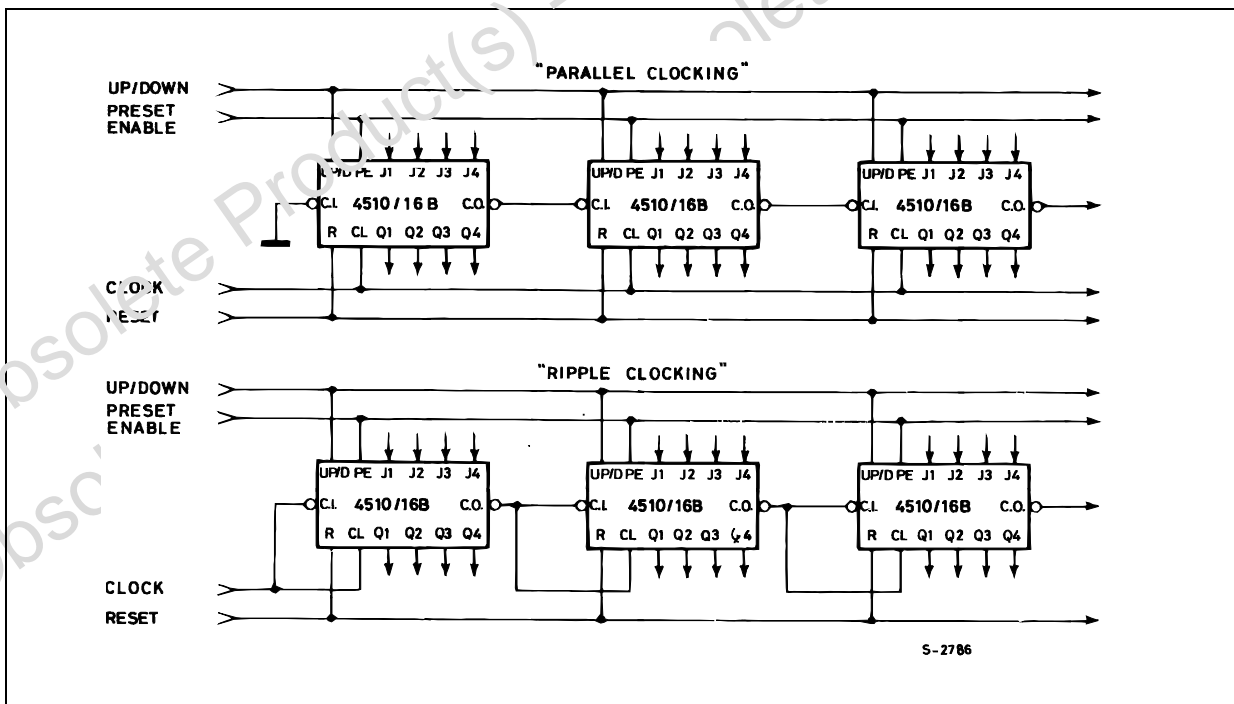 Obsolete Product(s)
"PARALLEL CLOCKING"
UP/DOWN
PRESET
ENABLE
UP/D PE J1 J2 J3 J4
C.I. 4510/16B C.O.
R CL Q1 Q2 Q3 Q4
UP/D PE J1 J2 J3 J4
C.I. 4510/16B C.O.
R CL Q1 Q2 Q3 Q4
UP/D PE J1 J2 J3 J4
C.I. 4510/16B C.O.
R CL Q1 Q2 Q3 Q4
CLOCK
RESET
"RIPPLE CLOCKING"
UP/DOWN
PRESET
ENABLE
UP/D PE J1 J2 J3 J4
C.I. 4510/16B C.O.
R CL Q1 Q2 Q3 Q4
UP/D PE J1 J2 J3 J4
C.I. 4510/16B C.O.
R CL Q1 Q2 Q3 Q4
UP/D PE J1 J2 J3 J4
C.I. 4510/16B C.O.
R CL Q1 Q2 Q3 Q4
CLOCK
RESET
S-2786